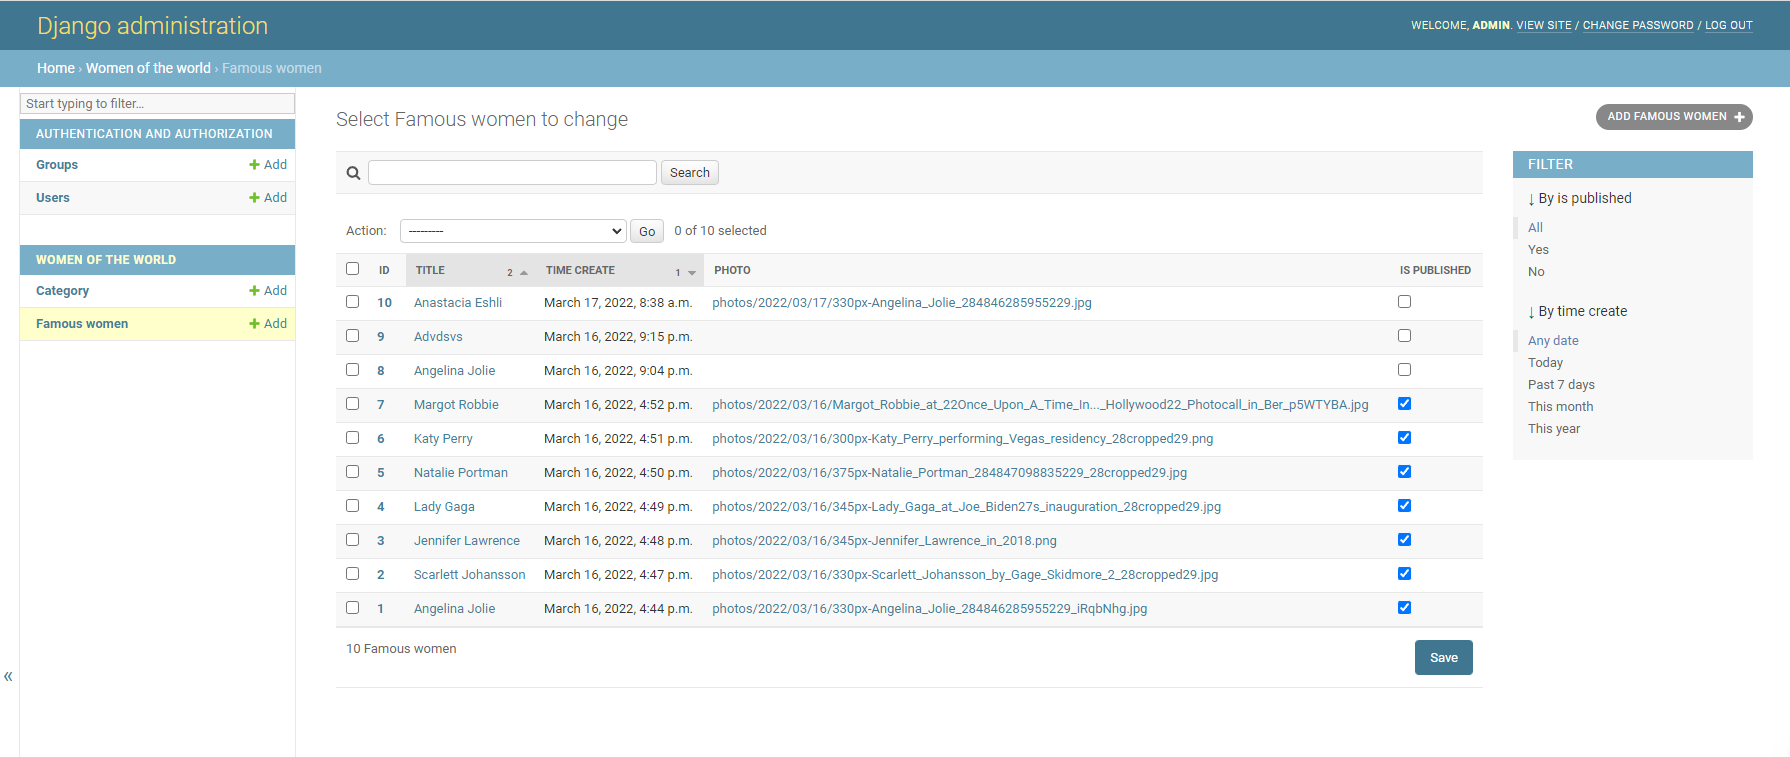 Django administration
WELCOME, ADMIN. VIEW SITE / CHANGE PASSWORD / LOG OUT
Home › Women of the world › Famous women
Start typing to filter...
AUTHENTICATION AND AUTHORIZATION
Groups + Add
Users + Add
WOMEN OF THE WORLD
Category + Add
Famous women + Add
«
Select Famous women to change
ADD FAMOUS WOMEN +
Search
Action: --------- Go 0 of 10 selected
ID TITLE 2 TIME CREATE 1 PHOTO IS PUBLISHED
10 Anastacia Eshli March 17, 2022, 8:38 a.m. photos/2022/03/17/330px-Angelina_Jolie_284846285955229.jpg
9 Advdsvs March 16, 2022, 9:15 p.m.
8 Angelina Jolie March 16, 2022, 9:04 p.m.
7 Margot Robbie March 16, 2022, 4:52 p.m. photos/2022/03/16/Margot_Robbie_at_22Once_Upon_A_Time_In..._Hollywood22_Photocall_in_Ber_p5WTYBA.jpg
6 Katy Perry March 16, 2022, 4:51 p.m. photos/2022/03/16/300px-Katy_Perry_performing_Vegas_residency_28cropped29.png
5 Natalie Portman March 16, 2022, 4:50 p.m. photos/2022/03/16/375px-Natalie_Portman_284847098835229_28cropped29.jpg
4 Lady Gaga March 16, 2022, 4:49 p.m. photos/2022/03/16/345px-Lady_Gaga_at_Joe_Biden27s_inauguration_28cropped29.jpg
3 Jennifer Lawrence March 16, 2022, 4:48 p.m. photos/2022/03/16/345px-Jennifer_Lawrence_in_2018.png
2 Scarlett Johansson March 16, 2022, 4:47 p.m. photos/2022/03/16/330px-Scarlett_Johansson_by_Gage_Skidmore_2_28cropped29.jpg
1 Angelina Jolie March 16, 2022, 4:44 p.m. photos/2022/03/16/330px-Angelina_Jolie_284846285955229_iRqbNhg.jpg
10 Famous women
Save
FILTER
↓ By is published
All
Yes
No
↓ By time create
Any date
Today
Past 7 days
This month
This year